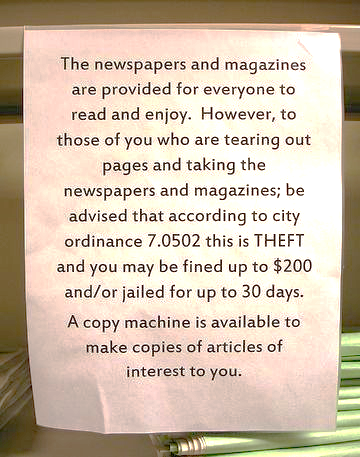 The newspapers and magazines
are provided for everyone to
read and enjoy.  However, to
those of you who are tearing out
pages and taking the
newspapers and magazines; be
advised that according to city
ordinance 7.0502 this is THEFT
and you may be fined up to $200
and/or jailed for up to 30 days.
A copy machine is available to
make copies of articles of
interest to you.